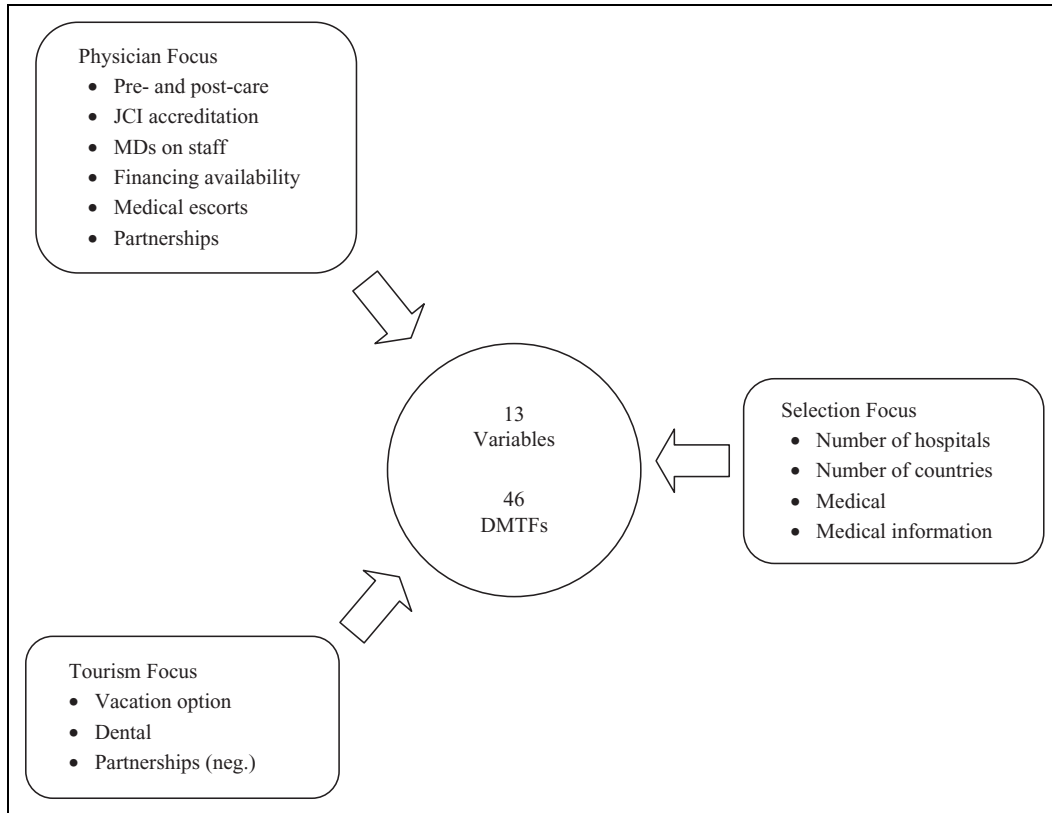 Physician Focus
• Pre- and post-care
• JCI accreditation
• MDs on staff
• Financing availability
• Medical escorts
• Partnerships
13
Variables
46
DMTFs
Selection Focus
• Number of hospitals
• Number of countries
• Medical
• Medical information
Tourism Focus
• Vacation option
• Dental
• Partnerships (neg.)